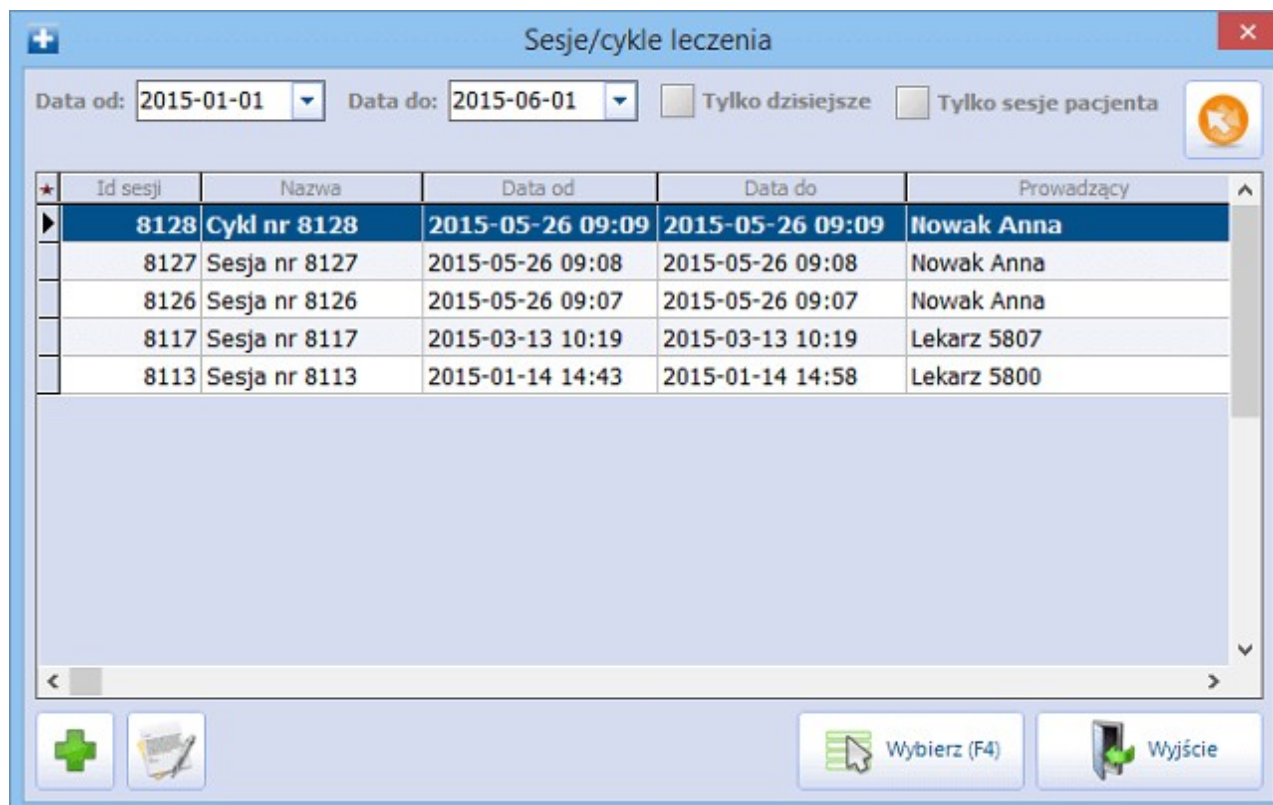 Sesje/cykle leczenia
Data od: 2015-01-01 Data do: 2015-06-01 Tylko dzisiejsze Tylko sesje pacjenta
Id sesji Nazwa Data od Data do Prowadzący
8128 Cykl nr 8128 2015-05-26 09:09 2015-05-26 09:09 Nowak Anna
8127 Sesja nr 8127 2015-05-26 09:08 2015-05-26 09:08 Nowak Anna
8126 Sesja nr 8126 2015-05-26 09:07 2015-05-26 09:07 Nowak Anna
8117 Sesja nr 8117 2015-03-13 10:19 2015-03-13 10:19 Lekarz 5807
8113 Sesja nr 8113 2015-01-14 14:43 2015-01-14 14:58 Lekarz 5800
Wybierz (F4) Wyjście